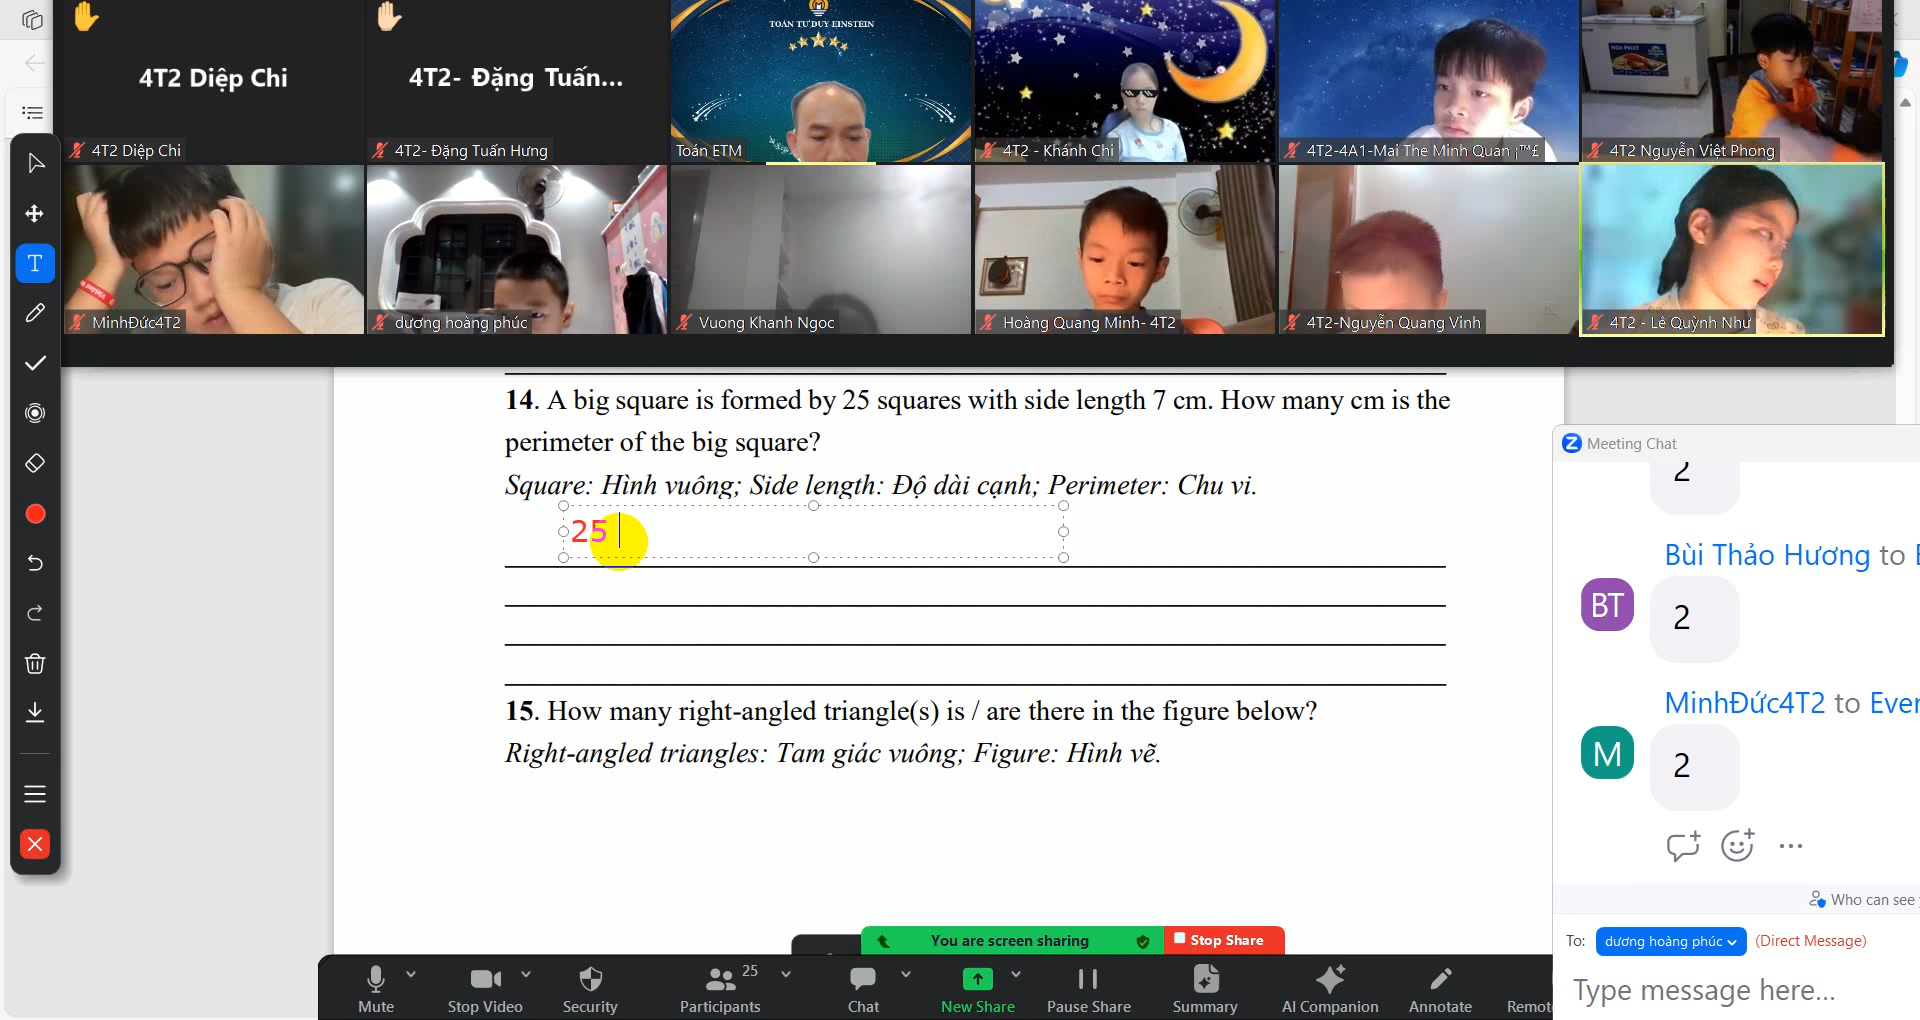 4T2 Diệp Chi
4T2- Đặng Tuấn...
TOÁN TƯ DUY EINSTEIN
4T2 Diệp Chi
4T2- Đặng Tuấn Hưng
Toán ETM
4T2 - Khánh Chi
4T2-4A1-Mai The Minh Quan ¡™£
4T2 Nguyễn Việt Phong
MinhĐức4T2
dương hoàng phúc
Vuong Khanh Ngoc
Hoàng Quang Minh- 4T2
4T2-Nguyễn Quang Vinh
4T2 - Lê Quỳnh Như
T
14. A big square is formed by 25 squares with side length 7 cm. How many cm is the
perimeter of the big square?
Square: Hình vuông; Side length: Độ dài cạnh; Perimeter: Chu vi.
25
15. How many right-angled triangle(s) is / are there in the figure below?
Right-angled triangles: Tam giác vuông; Figure: Hình vẽ.
Meeting Chat
2
Bùi Thảo Hương to
BT
2
MinhĐức4T2 to Ever
M
2
Who can see
To: dương hoàng phúc (Direct Message)
Type message here...
You are screen sharing
Stop Share
25
Mute
Stop Video
Security
Participants
Chat
New Share
Pause Share
Summary
AI Companion
Annotate
Remot